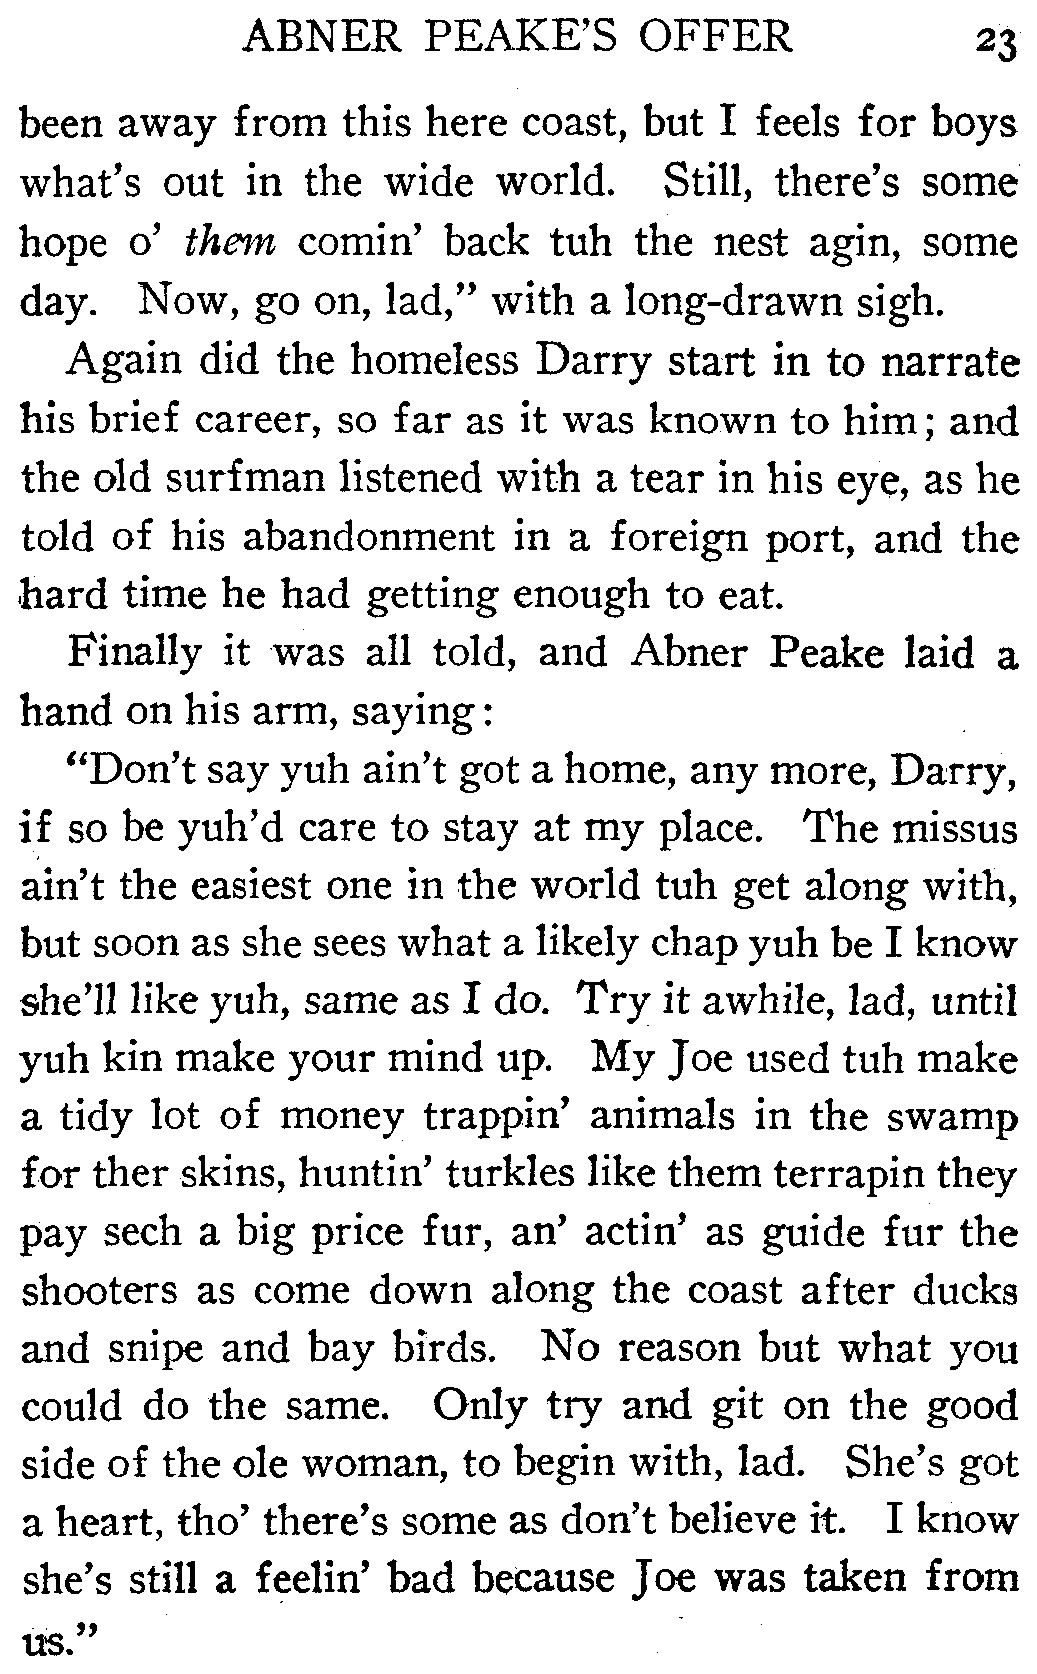 ABNER PEAKE'S OFFER 23
been away from this here coast, but I feels for boys
what's out in the wide world. Still, there's some
hope o' them comin' back tuh the nest agin, some
day. Now, go on, lad," with a long-drawn sigh.
Again did the homeless Darry start in to narrate
his brief career, so far as it was known to him; and
the old surfman listened with a tear in his eye, as he
told of his abandonment in a foreign port, and the
hard time he had getting enough to eat.
Finally it was all told, and Abner Peake laid a
hand on his arm, saying:
"Don't say yuh ain't got a home, any more, Darry,
if so be yuh'd care to stay at my place. The missus
ain't the easiest one in the world tuh get along with,
but soon as she sees what a likely chap yuh be I know
she'll like yuh, same as I do. Try it awhile, lad, until
yuh kin make your mind up. My Joe used tuh make
a tidy lot of money trappin' animals in the swamp
for ther skins, huntin' turkles like them terrapin they
pay sech a big price fur, an' actin' as guide fur the
shooters as come down along the coast after ducks
and snipe and bay birds. No reason but what you
could do the same. Only try and git on the good
side of the ole woman, to begin with, lad. She's got
a heart, tho' there's some as don't believe it. I know
she's still a feelin' bad because Joe was taken from
us."